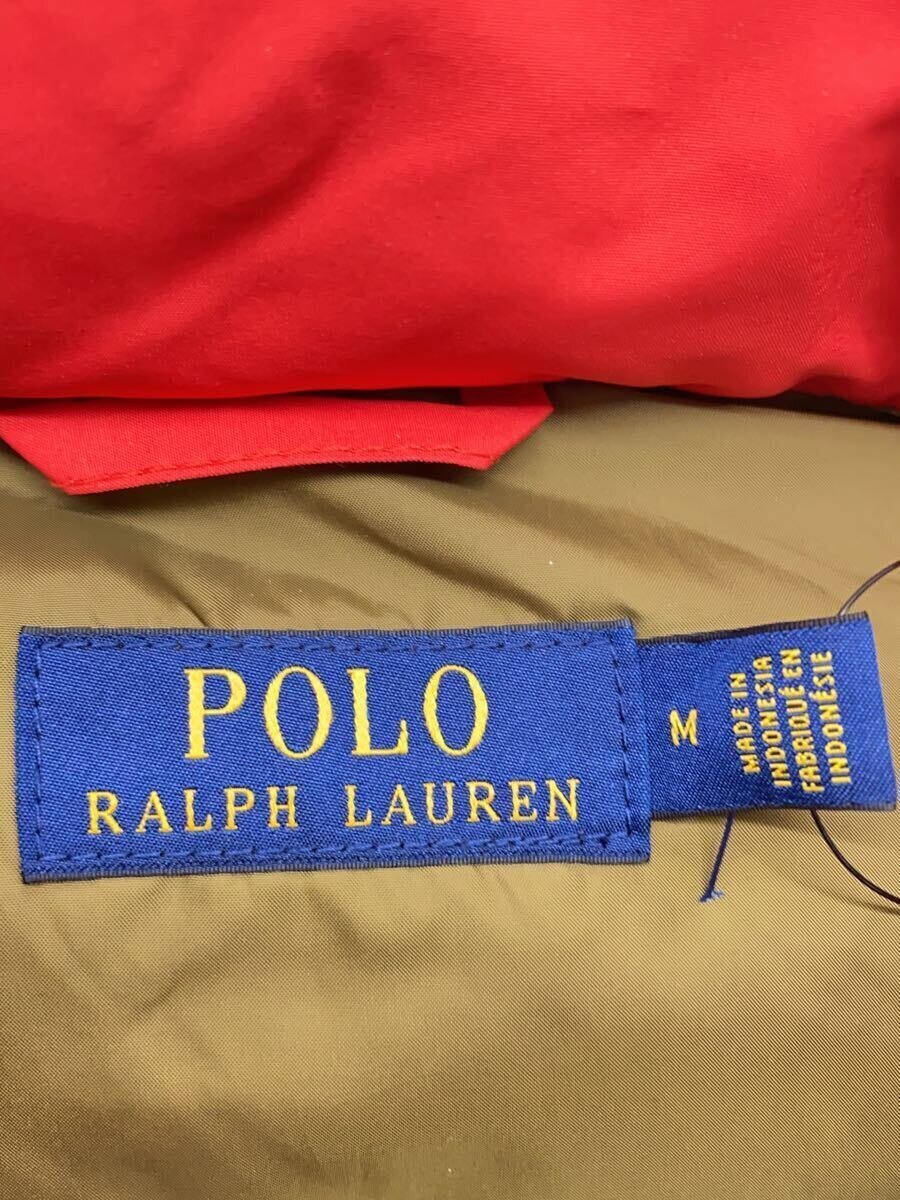 POLO
RALPH LAUREN
M
MADE IN
INDONESIA
FABRIQUÉ EN
INDONÉSIE